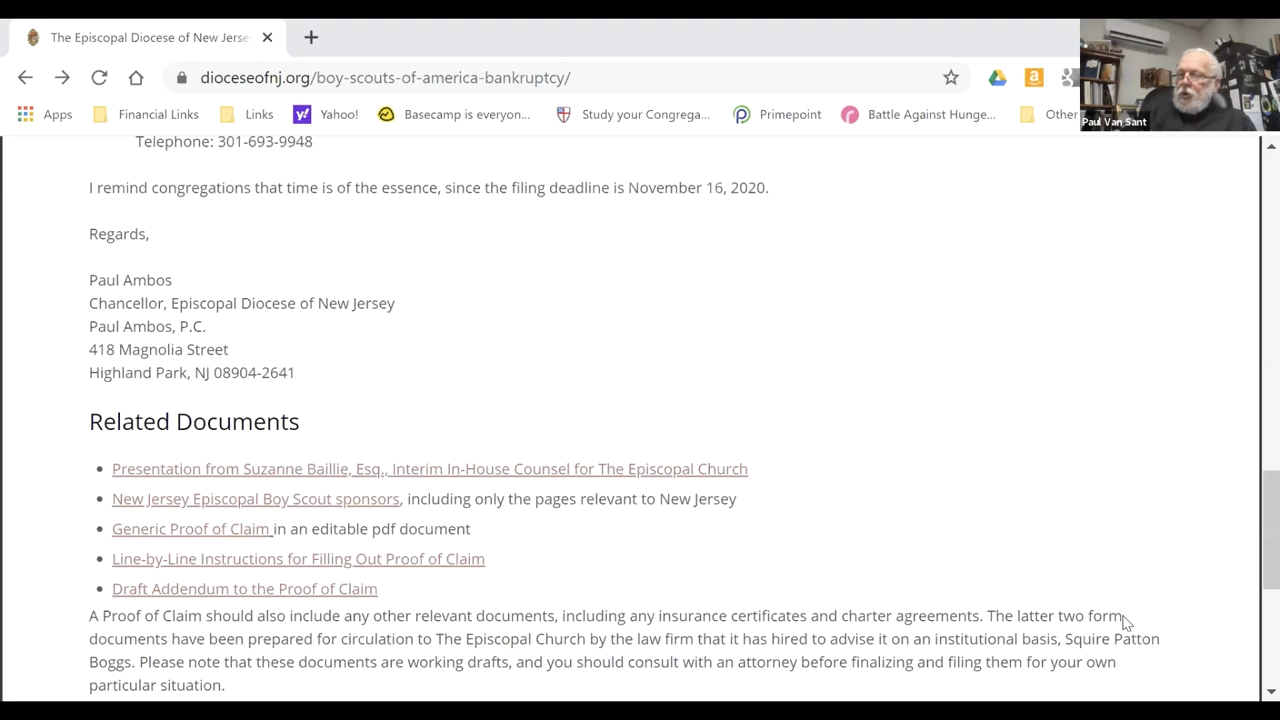 The Episcopal Diocese of New Jerse
dioceseofnj.org/boy-scouts-of-america-bankruptcy/
Apps Financial Links Links Yahoo! Basecamp is everyon... Study your Congrega... Primepoint Battle Against Hunge... Other
Paul Van Sant
Telephone: 301-693-9948
I remind congregations that time is of the essence, since the filing deadline is November 16, 2020.
Regards,
Paul Ambos
Chancellor, Episcopal Diocese of New Jersey
Paul Ambos, P.C.
418 Magnolia Street
Highland Park, NJ 08904-2641
Related Documents
Presentation from Suzanne Baillie, Esq., Interim In-House Counsel for The Episcopal Church
New Jersey Episcopal Boy Scout sponsors, including only the pages relevant to New Jersey
Generic Proof of Claim in an editable pdf document
Line-by-Line Instructions for Filling Out Proof of Claim
Draft Addendum to the Proof of Claim
A Proof of Claim should also include any other relevant documents, including any insurance certificates and charter agreements. The latter two form
documents have been prepared for circulation to The Episcopal Church by the law firm that it has hired to advise it on an institutional basis, Squire Patton
Boggs. Please note that these documents are working drafts, and you should consult with an attorney before finalizing and filing them for your own
particular situation.